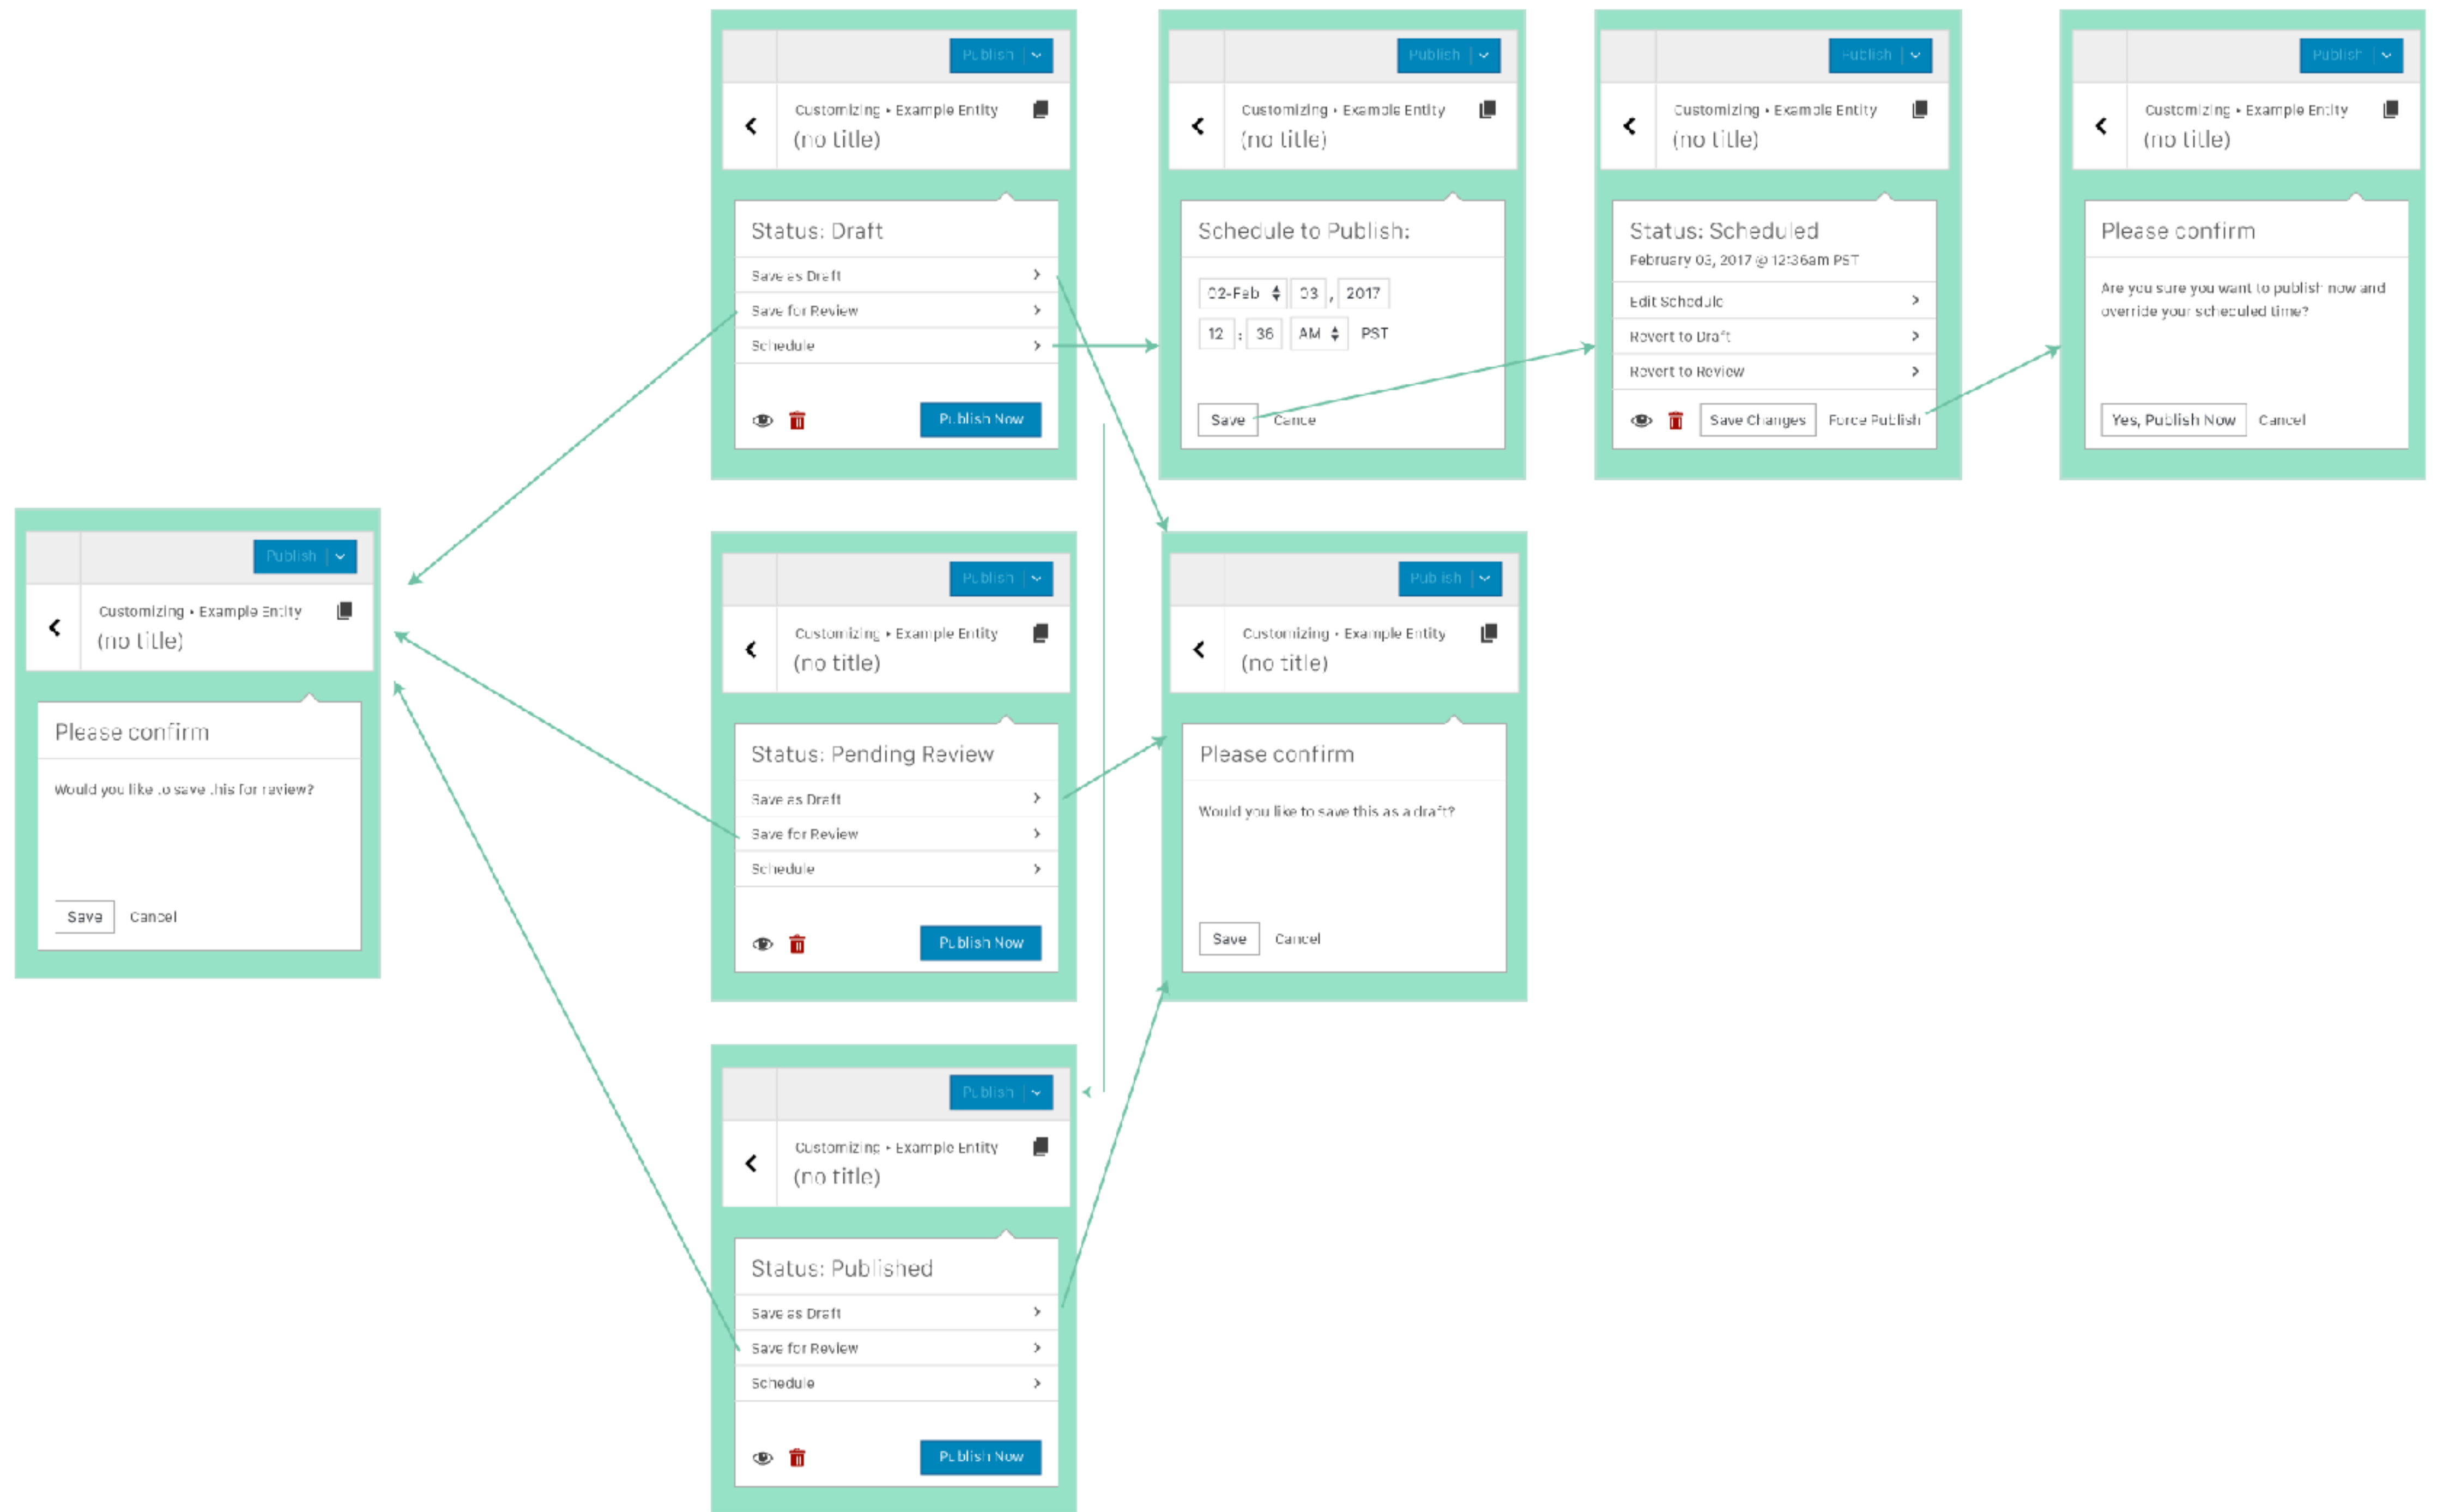 Publish
Customizing • Example Entity
(no title)
Status: Draft
Save as Draft
Save for Review
Schedule
Publish Now
Publish
Customizing • Example Entity
(no title)
Schedule to Publish:
02-Feb 03 , 2017
12 : 36 AM PST
Save Cance
Publish
Customizing • Example Entity
(no title)
Status: Scheduled
February 03, 2017 @ 12:36am PST
Edit Schedule
Revert to Draft
Revert to Review
Save Changes Force Publish
Publish
Customizing • Example Entity
(no title)
Please confirm
Are you sure you want to publish now and
override your scheduled time?
Yes, Publish Now Cancel
Publish
Customizing • Example Entity
(no title)
Please confirm
Would you like to save this for review?
Save Cancel
Publish
Customizing • Example Entity
(no title)
Status: Pending Review
Save as Draft
Save for Review
Schedule
Publish Now
Publish
Customizing • Example Entity
(no title)
Please confirm
Would you like to save this as a draft?
Save Cancel
Publish
Customizing • Example Entity
(no title)
Status: Published
Save as Draft
Save for Review
Schedule
Publish Now